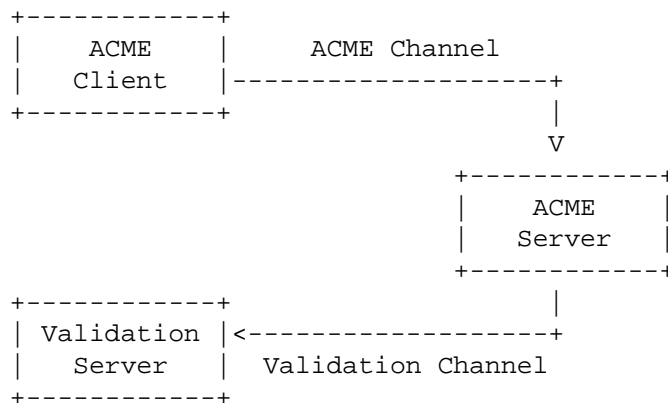 +------------+
|    ACME    |     ACME Channel
|   Client   |--------------------+
+------------+                    |
                                  V
                            +------------+
                            |    ACME    |
                            |   Server   |
                            +------------+
+------------+                    |
| Validation |<-------------------+
|   Server   |  Validation Channel
+------------+